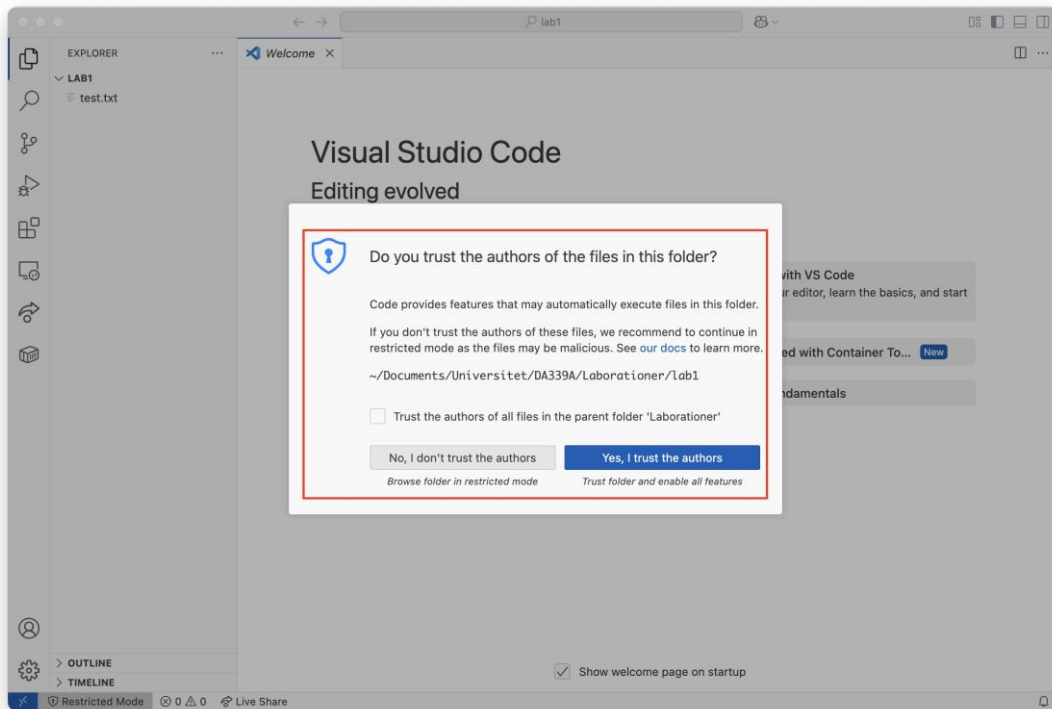 lab1
EXPLORER
Welcome
LAB1
test.txt
Visual Studio Code
Editing evolved
Do you trust the authors of the files in this folder?
Code provides features that may automatically execute files in this folder.
If you don't trust the authors of these files, we recommend to continue in
restricted mode as the files may be malicious. See our docs to learn more.
~/Documents/Universitet/DA339A/Laborationer/lab1
Trust the authors of all files in the parent folder 'Laborationer'
No, I don't trust the authors
Yes, I trust the authors
Browse folder in restricted mode
Trust folder and enable all features
with VS Code
editor, learn the basics, and start
with Container To... New
OUTLINE
TIMELINE
Show welcome page on startup
Restricted Mode 0 0 Live Share